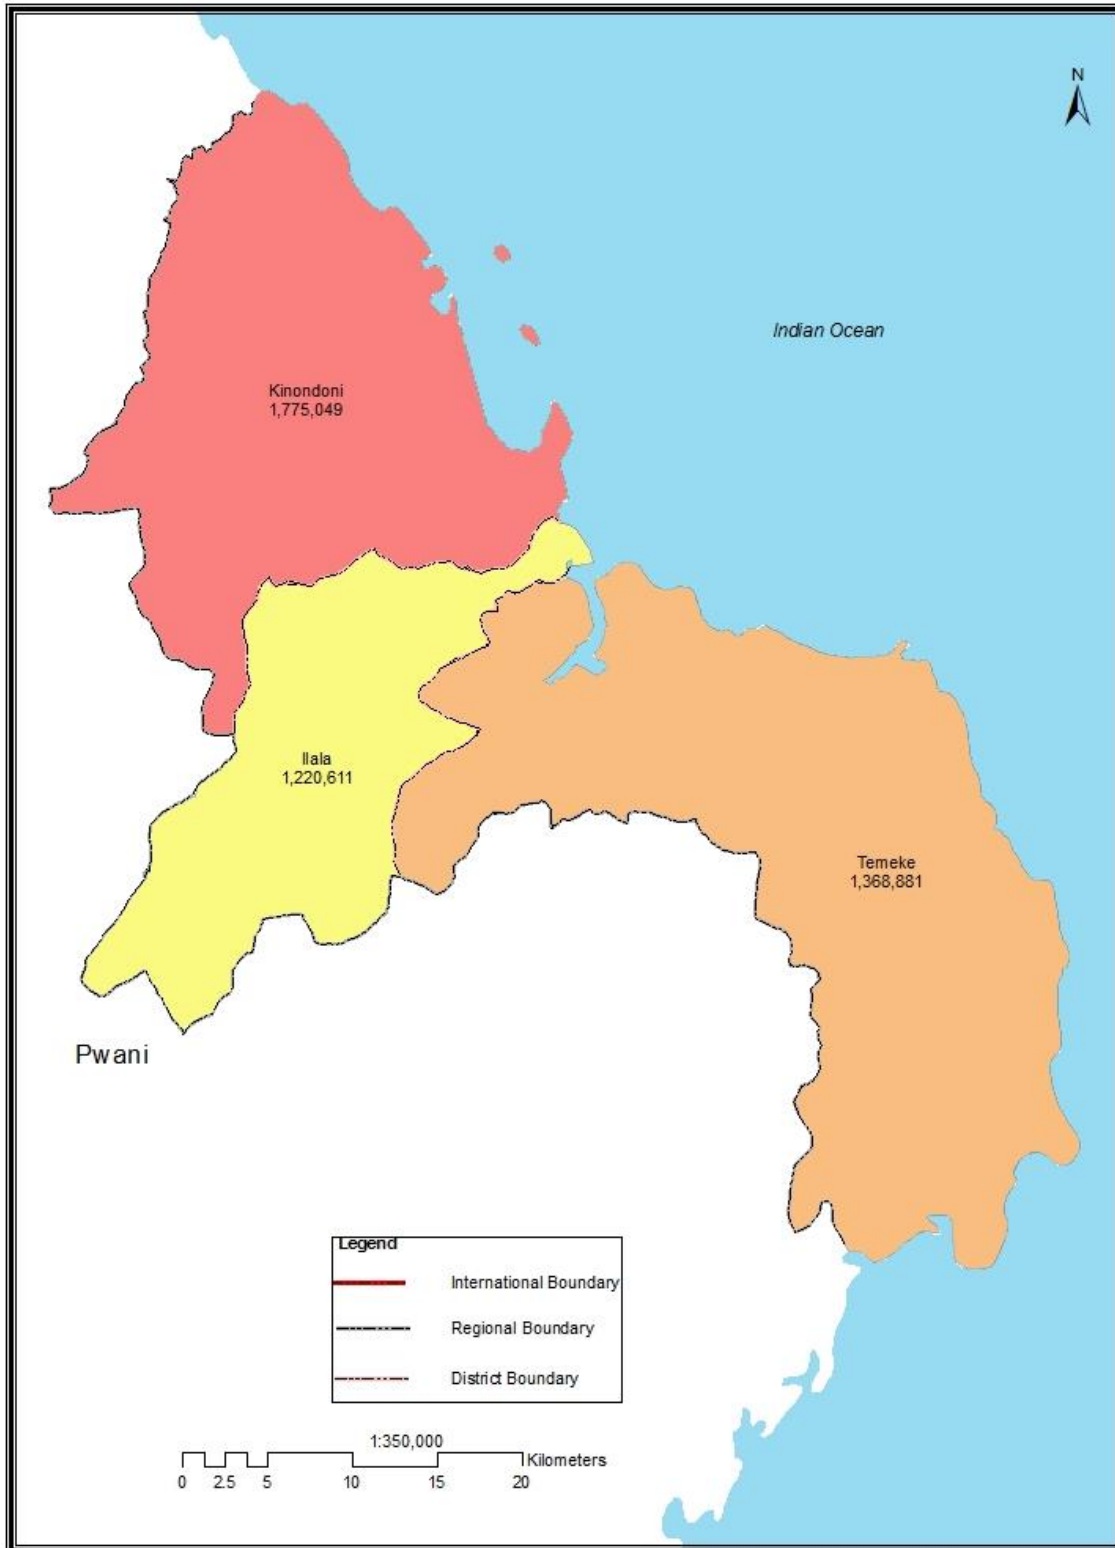 N
Indian Ocean
Kinondoni
1,775,049
Ilala
1,220,611
Temeke
1,368,881
Pwani
Legend
International Boundary
Regional Boundary
District Boundary
1:350,000
Kilometers
0 2.5 5 10 15 20